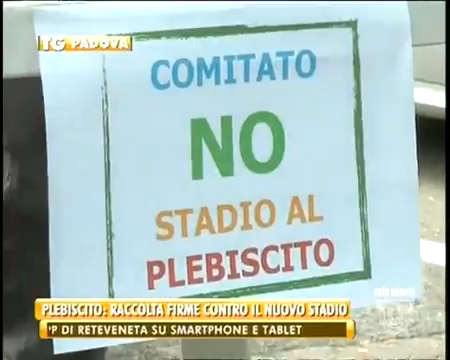 TG PADOVA
COMITATO
NO
STADIO AL
PLEBISCITO
PLEBISCITO: RACCOLTA FIRME CONTRO IL NUOVO STADIO
'P DI RETEVENETA SU SMARTPHONE E TABLET